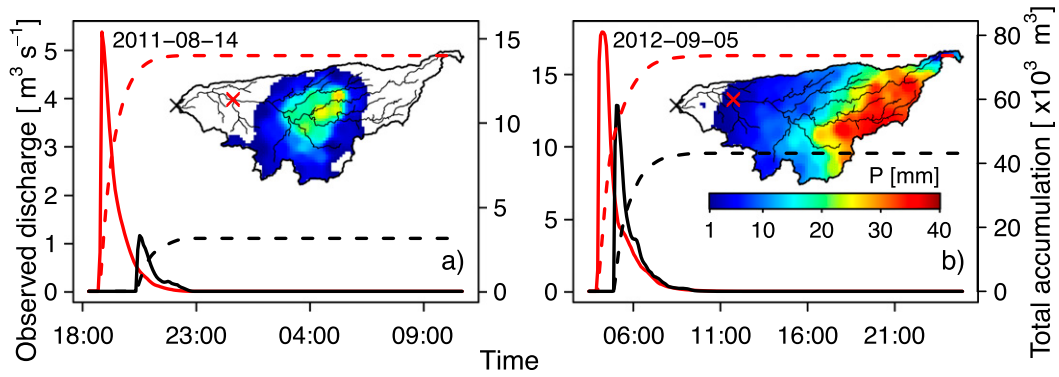 Observed discharge [ m³ s⁻¹]
5
4
3
2
1
0
2011−08−14
a)
15
10
5
0
18:00 23:00 04:00 09:00
15
10
5
0
2012−09−05
P [mm]
1 10 20 30 40
b)
80
60
40
20
0
06:00 11:00 16:00 21:00
Total accumulation [ x10³ m³]
Time